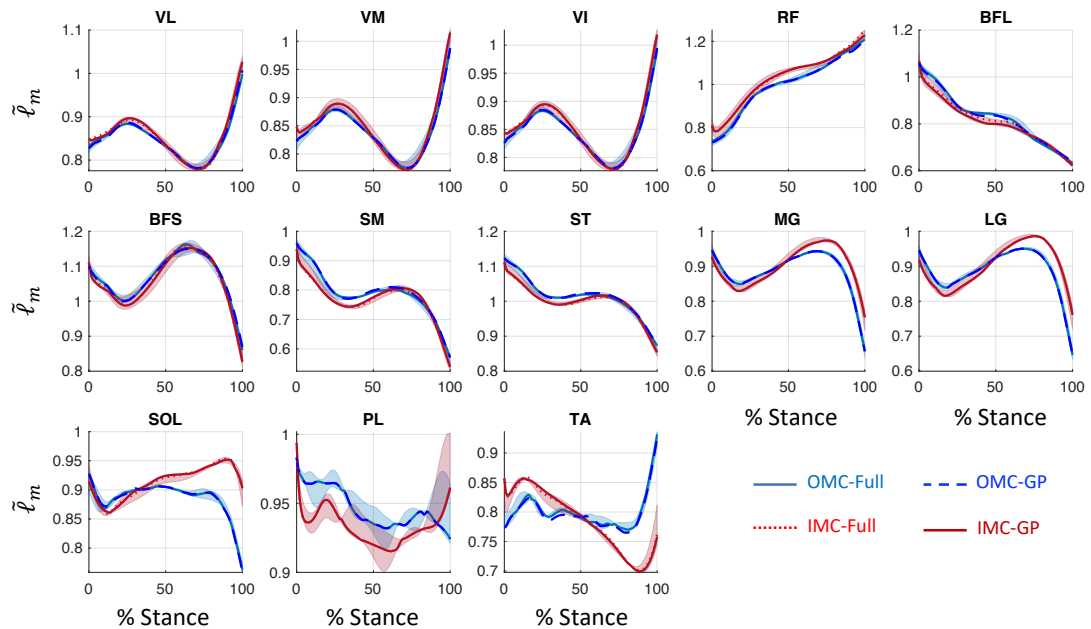 VL VM VI RF BFL
1.1 1 0.9 0.8 0 50 100
1 0.95 0.9 0.85 0.8 0 50 100
1 0.95 0.9 0.85 0.8 0 50 100
1.2 1 0.8 0.6 0 50 100
1.2 1 0.8 0.6 0 50 100
ℓ̃m
BFS SM ST MG LG
1.2 1.1 1 0.9 0.8 0 50 100
1 0.9 0.8 0.7 0.6 0 50 100
1.2 1.1 1 0.9 0.8 0 50 100
1 0.9 0.8 0.7 0.6 0 50 100
1 0.9 0.8 0.7 0.6 0 50 100
ℓ̃m
% Stance % Stance
SOL PL TA
1 0.95 0.9 0.85 0.8 0 50 100
1 0.95 0.9 0 50 100
0.9 0.85 0.8 0.75 0.7 0 50 100
ℓ̃m
% Stance % Stance % Stance
OMC-Full OMC-GP
IMC-Full IMC-GP